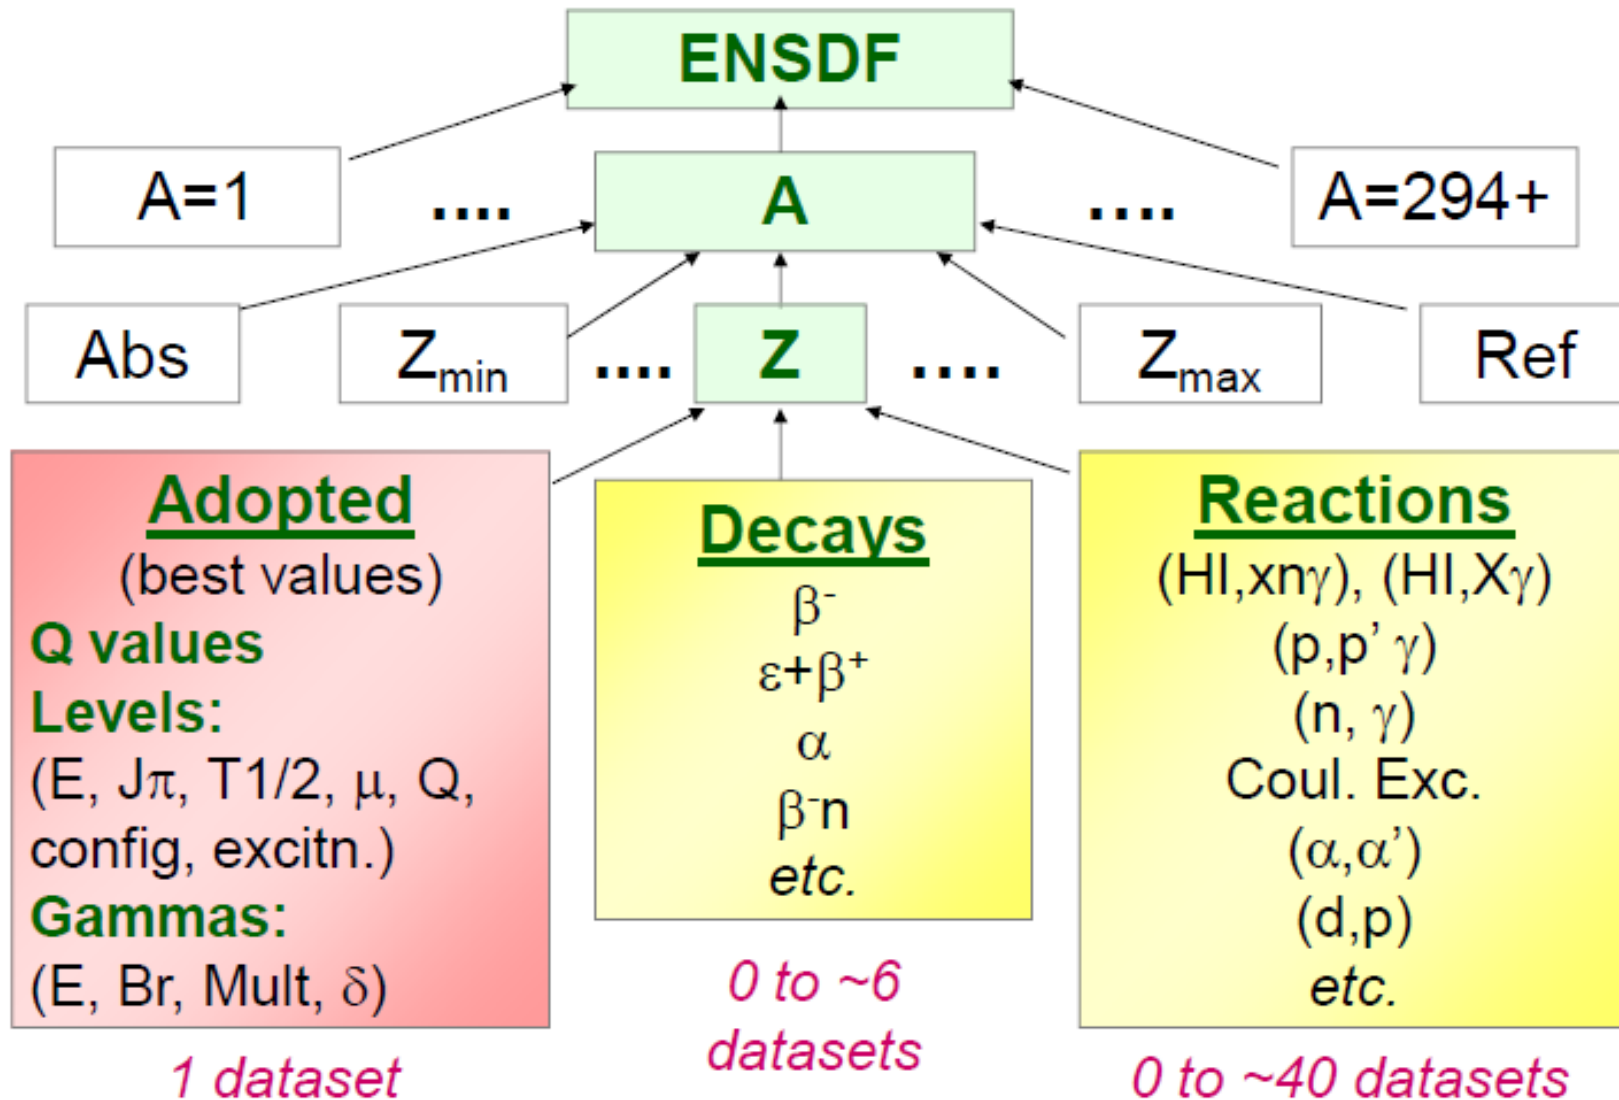 ENSDF
A=1
....
A
....
A=294+
Abs
Zmin
....
Z
....
Zmax
Ref
Adopted
(best values)
Q values
Levels:
(E, Jπ, T1/2, μ, Q,
config, excitn.)
Gammas:
(E, Br, Mult, δ)
1 dataset
Decays
β-
ε+β+
α
β-n
etc.
0 to ~6
datasets
Reactions
(HI,xnγ), (HI,Xγ)
(p,p' γ)
(n, γ)
Coul. Exc.
(α,α')
(d,p)
etc.
0 to ~40 datasets